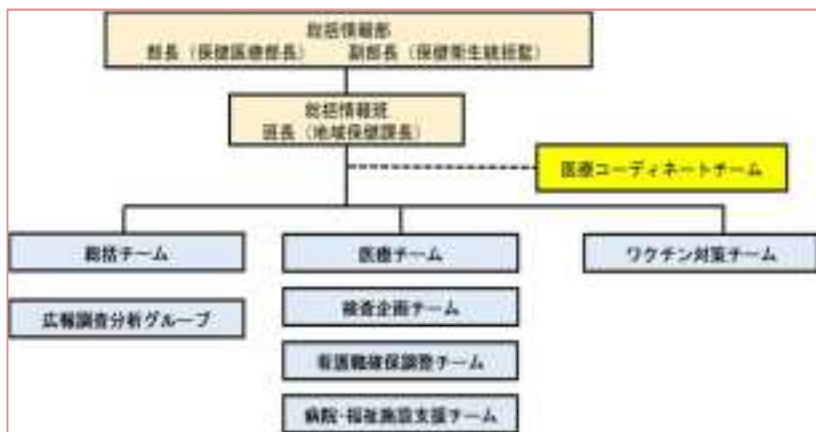 総括情報部
部長（保健医療部長）　副部長（保健衛生統括監）
総括情報班
班長（地域保健課長）
医療コーディネートチーム
総括チーム
医療チーム
ワクチン対策チーム
広報調査分析グループ
検査企画チーム
看護職確保調整チーム
病院・福祉施設支援チーム